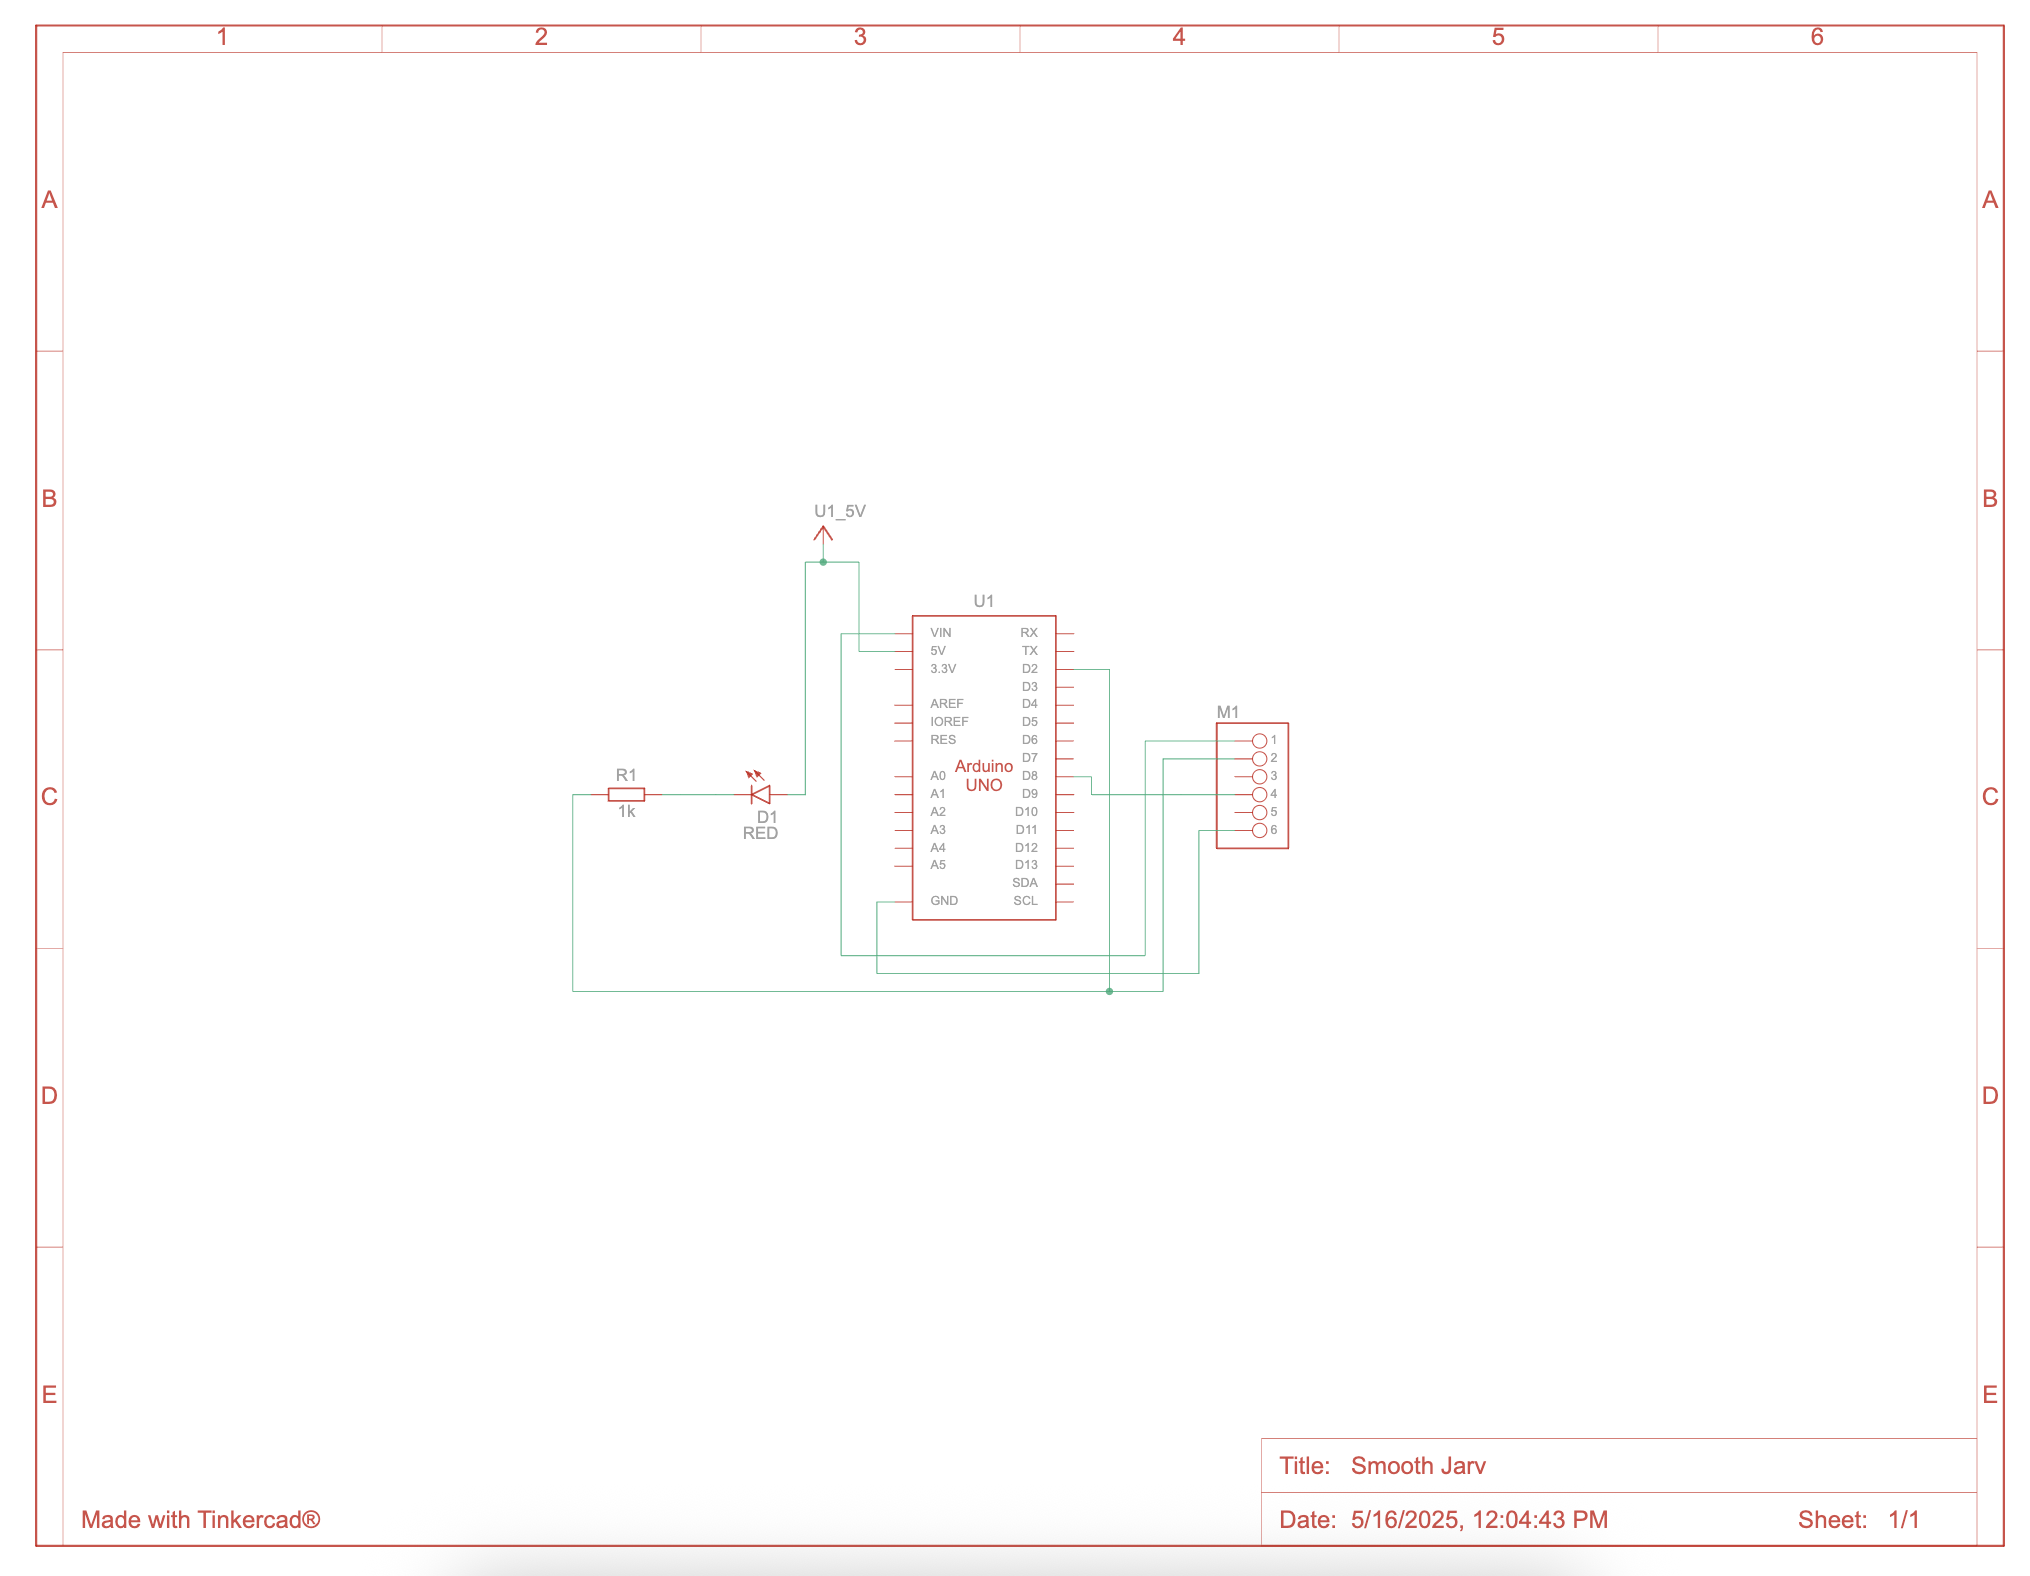 1 2 3 4 5 6
A A
B B
U1_5V
U1
VIN RX
5V TX
3.3V D2
D3
AREF D4
IOREF D5
RES D6
D7
A0 D8
A1 D9
A2 D10
A3 D11
A4 D12
A5 D13
SDA
GND SCL
Arduino
UNO
M1
1
2
3
4
5
6
R1
1k
D1
RED
C C
D D
E E
Title: Smooth Jarv
Made with Tinkercad®
Date: 5/16/2025, 12:04:43 PM Sheet: 1/1